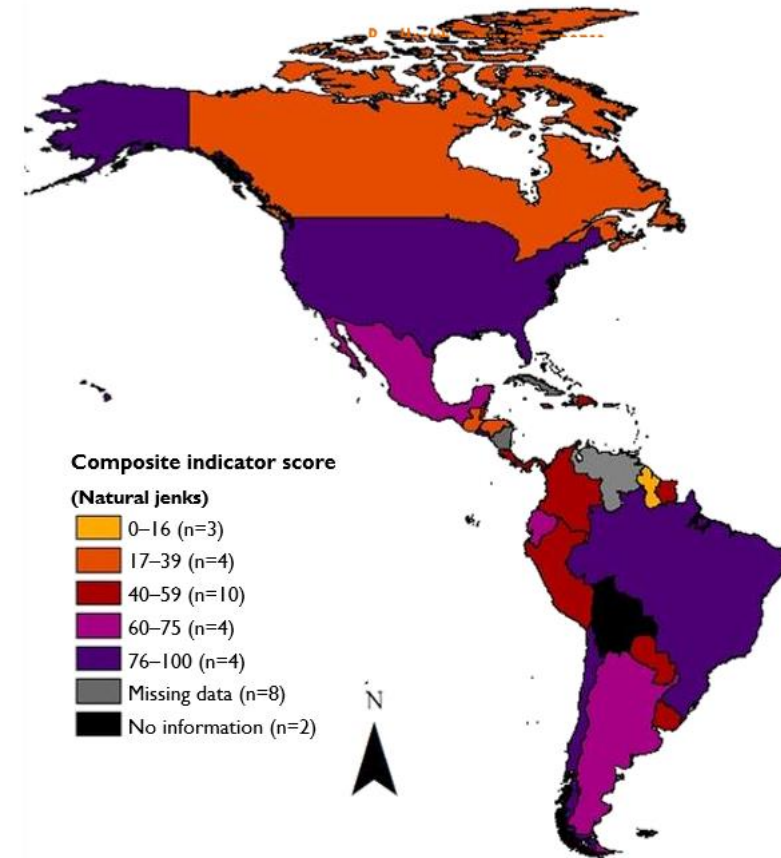 Composite indicator score
(Natural jenks)
0–16 (n=3)
17–39 (n=4)
40–59 (n=10)
60–75 (n=4)
76–100 (n=4)
Missing data (n=8)
No information (n=2)
N